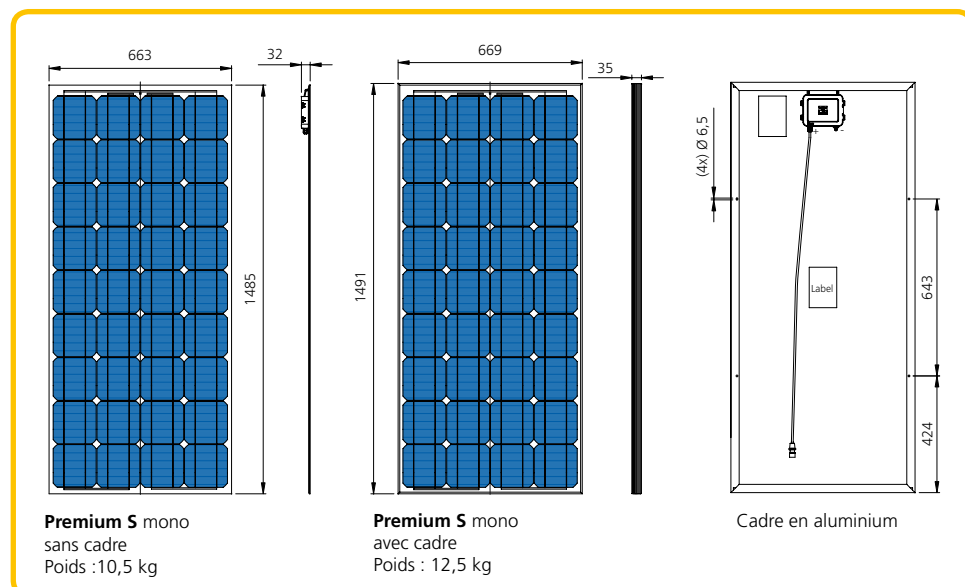 663
32
1485
Premium S mono
sans cadre
Poids :10,5 kg
669
35
1491
Premium S mono
avec cadre
Poids : 12,5 kg
(4x) Ø 6,5
+ -
Label
643
424
Cadre en aluminium